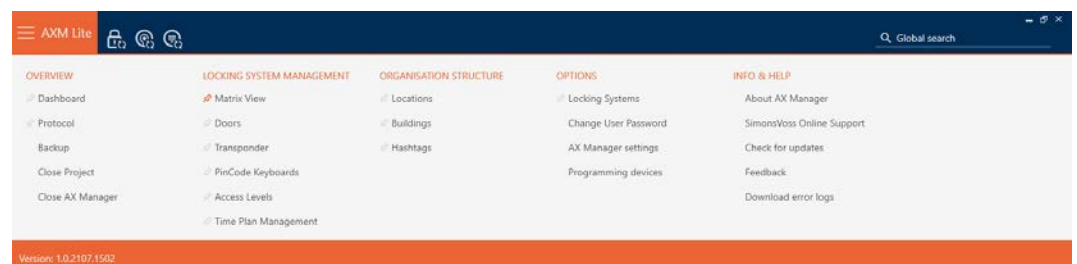 AXM Lite
Global search
OVERVIEW
Dashboard
Protocol
Backup
Close Project
Close AX Manager
LOCKING SYSTEM MANAGEMENT
Matrix View
Doors
Transponder
PinCode Keyboards
Access Levels
Time Plan Management
ORGANISATION STRUCTURE
Locations
Buildings
Hashtags
OPTIONS
Locking Systems
Change User Password
AX Manager settings
Programming devices
INFO & HELP
About AX Manager
SimonsVoss Online Support
Check for updates
Feedback
Download error logs
Version: 1.0.2107.1502